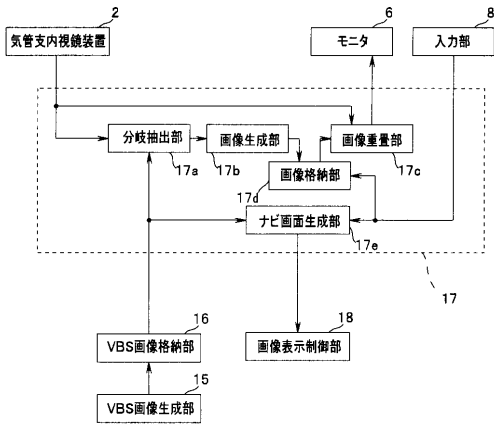 2
気管支内視鏡装置
6
モニタ
8
入力部
分岐抽出部
17a
画像生成部
17b
画像重畳部
17c
画像格納部
17d
ナビ画面生成部
17e
17
16
VBS画像格納部
18
画像表示制御部
15
VBS画像生成部